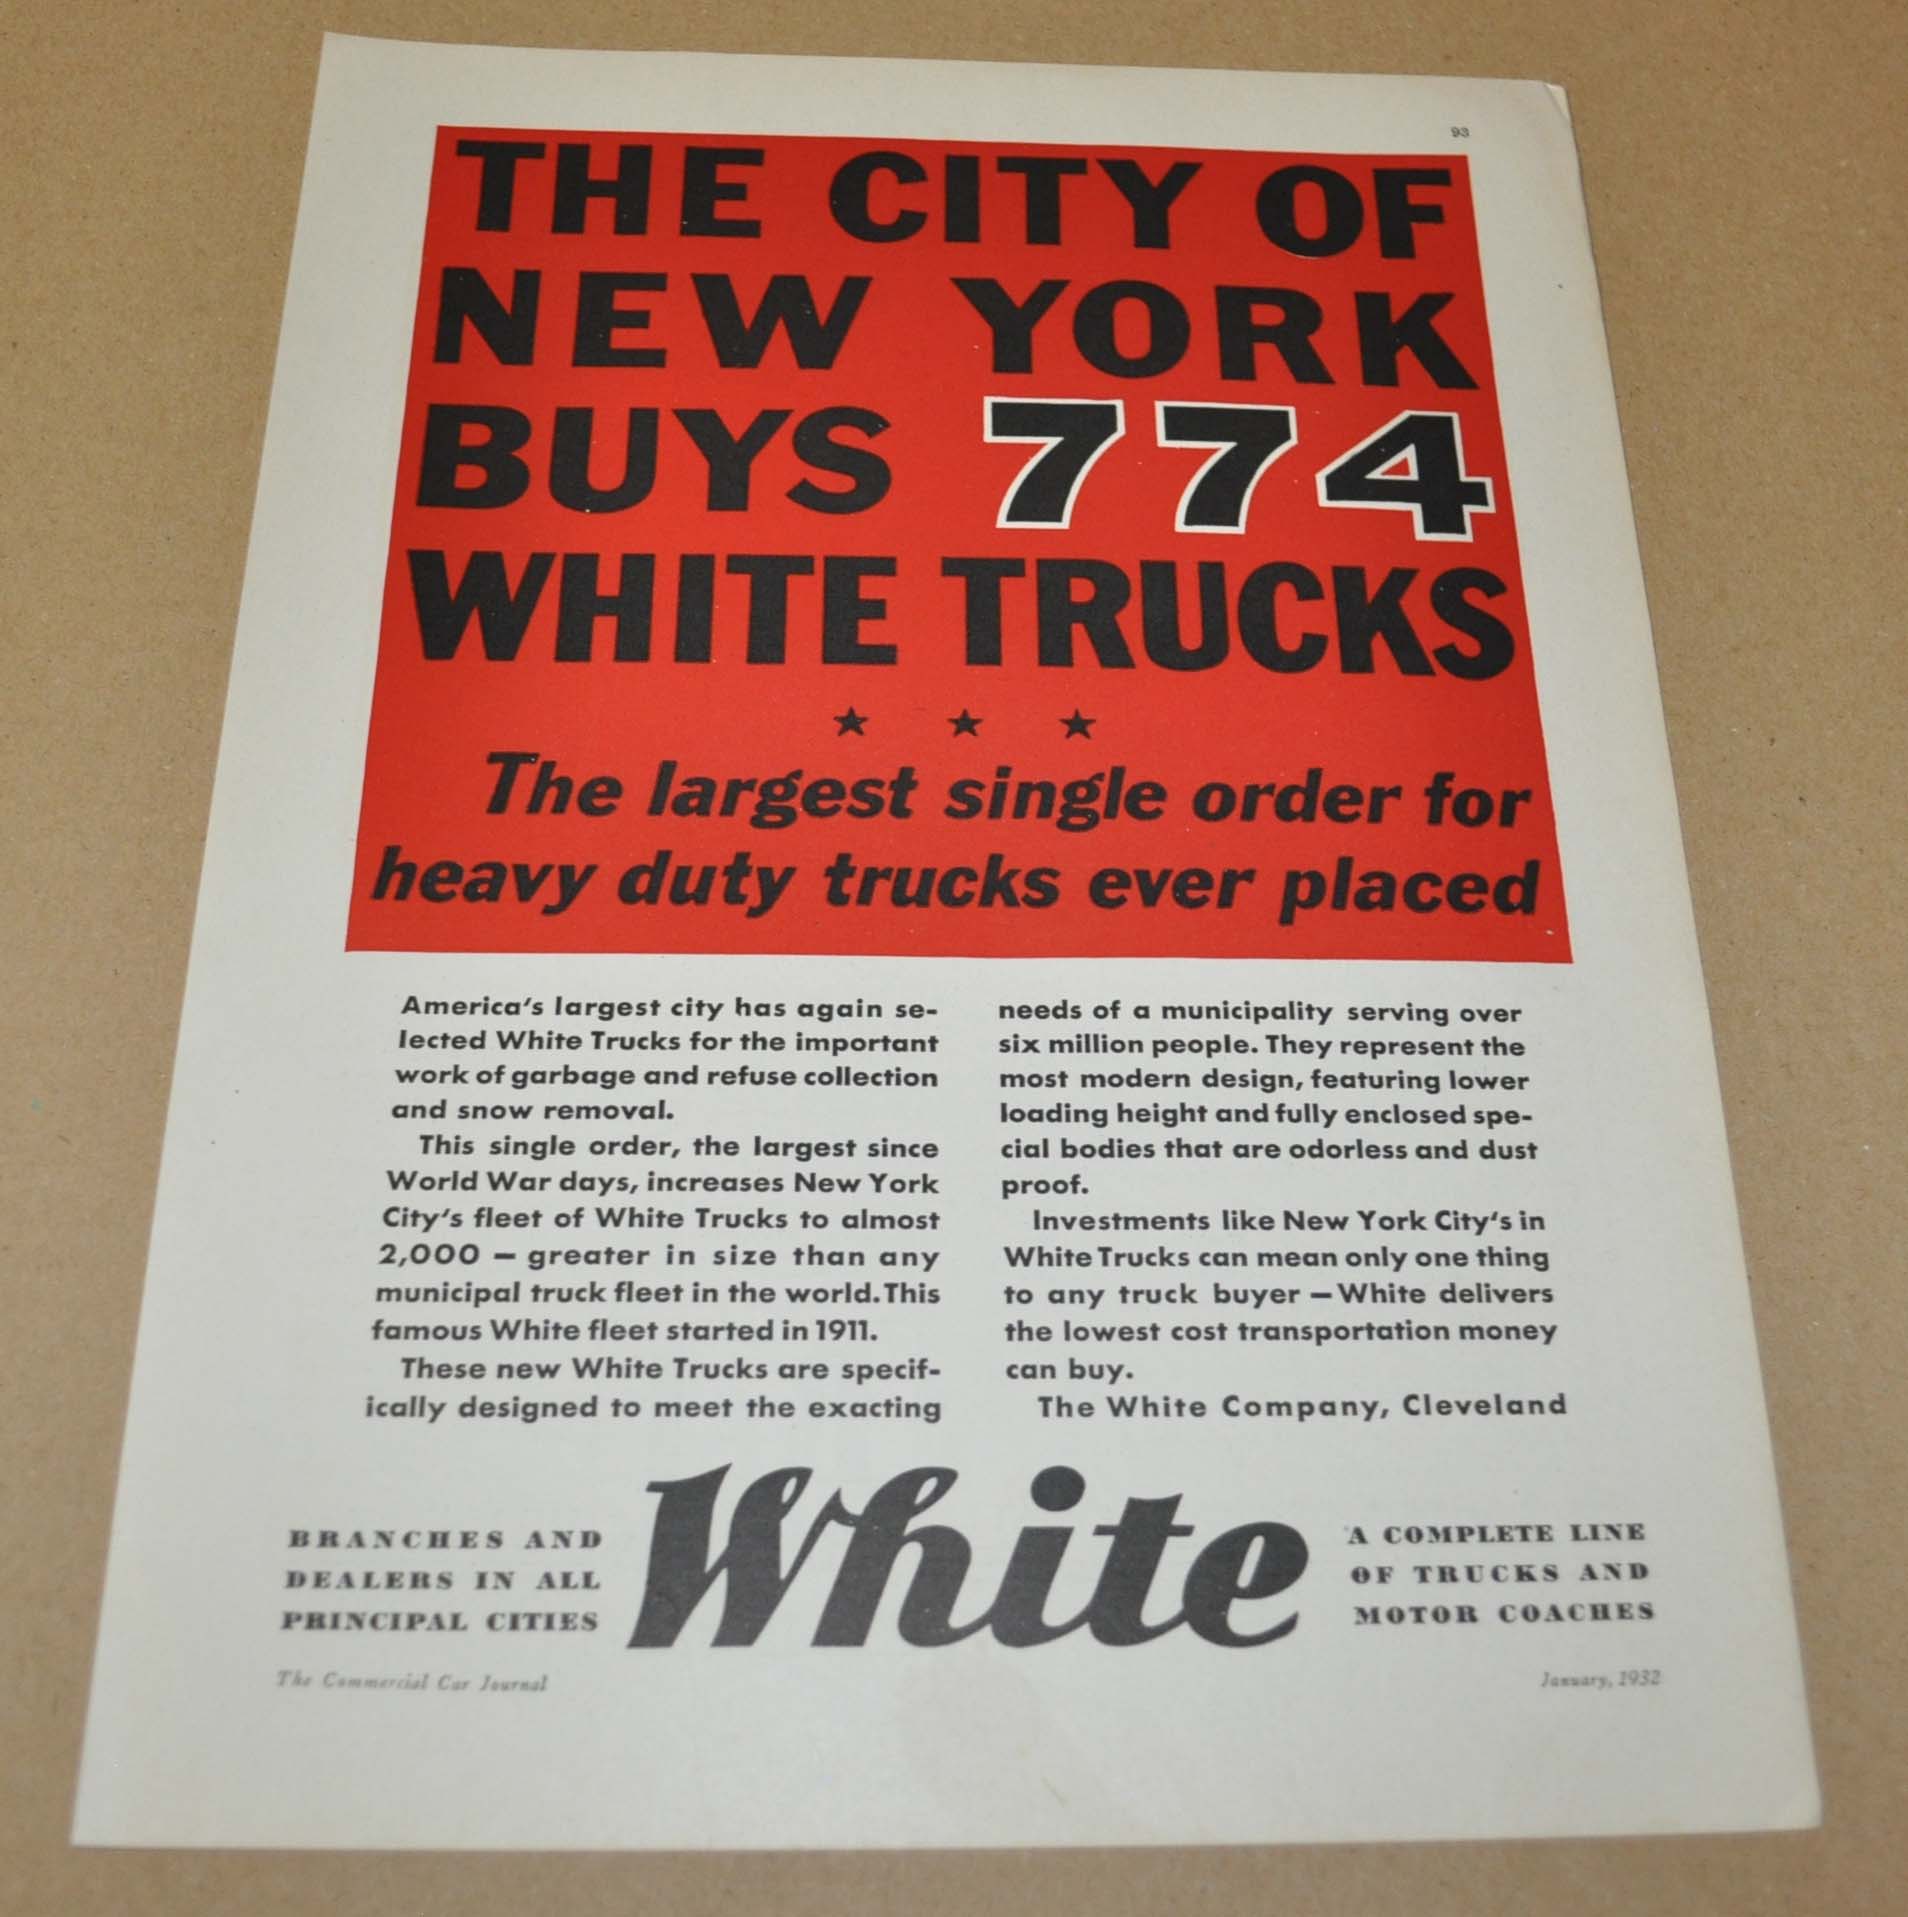 93
THE CITY OF
NEW YORK
BUYS 774
WHITE TRUCKS
★ ★ ★
The largest single order for
heavy duty trucks ever placed
America's largest city has again se-
lected White Trucks for the important
work of garbage and refuse collection
and snow removal.
This single order, the largest since
World War days, increases New York
City's fleet of White Trucks to almost
2,000 — greater in size than any
municipal truck fleet in the world. This
famous White fleet started in 1911.
These new White Trucks are specif-
ically designed to meet the exacting
needs of a municipality serving over
six million people. They represent the
most modern design, featuring lower
loading height and fully enclosed spe-
cial bodies that are odorless and dust
proof.
Investments like New York City's in
White Trucks can mean only one thing
to any truck buyer — White delivers
the lowest cost transportation money
can buy.
The White Company, Cleveland
BRANCHES AND
DEALERS IN ALL
PRINCIPAL CITIES
White
A COMPLETE LINE
OF TRUCKS AND
MOTOR COACHES
The Commercial Car Journal
January, 1932